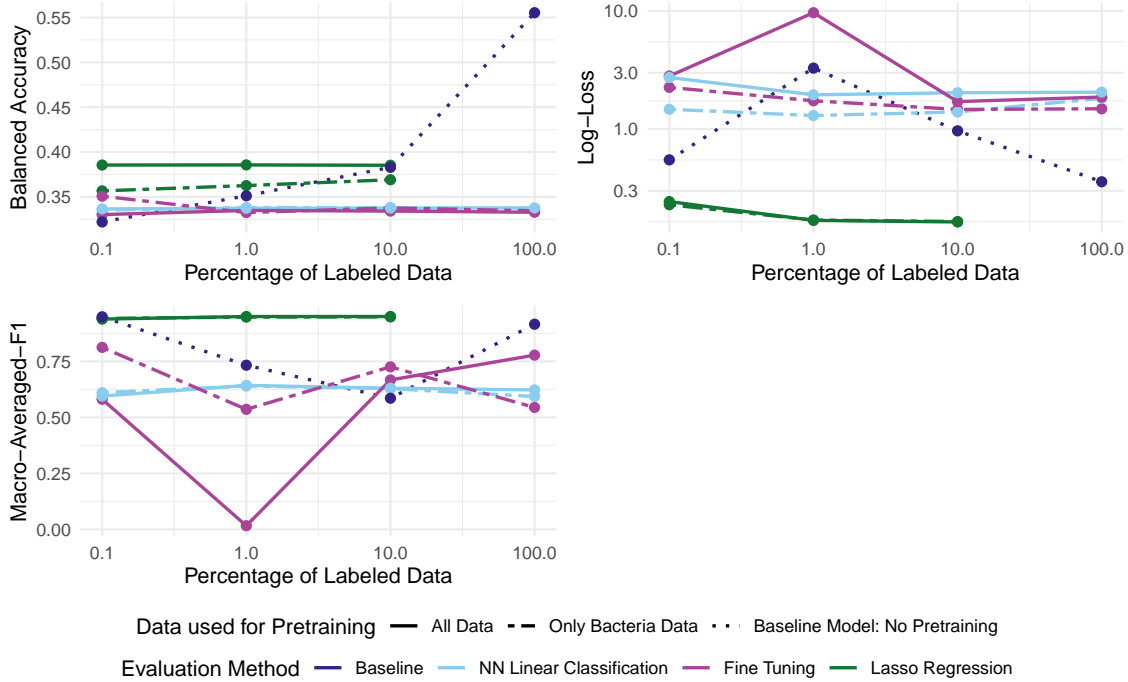 Balanced Accuracy
0.55
0.50
0.45
0.40
0.35
0.1 1.0 10.0 100.0
Percentage of Labeled Data
Log−Loss
10.0
3.0
1.0
0.3
0.1 1.0 10.0 100.0
Percentage of Labeled Data
Macro−Averaged−F1
0.75
0.50
0.25
0.00
0.1 1.0 10.0 100.0
Percentage of Labeled Data
Data used for Pretraining All Data Only Bacteria Data Baseline Model: No Pretraining
Evaluation Method Baseline NN Linear Classification Fine Tuning Lasso Regression